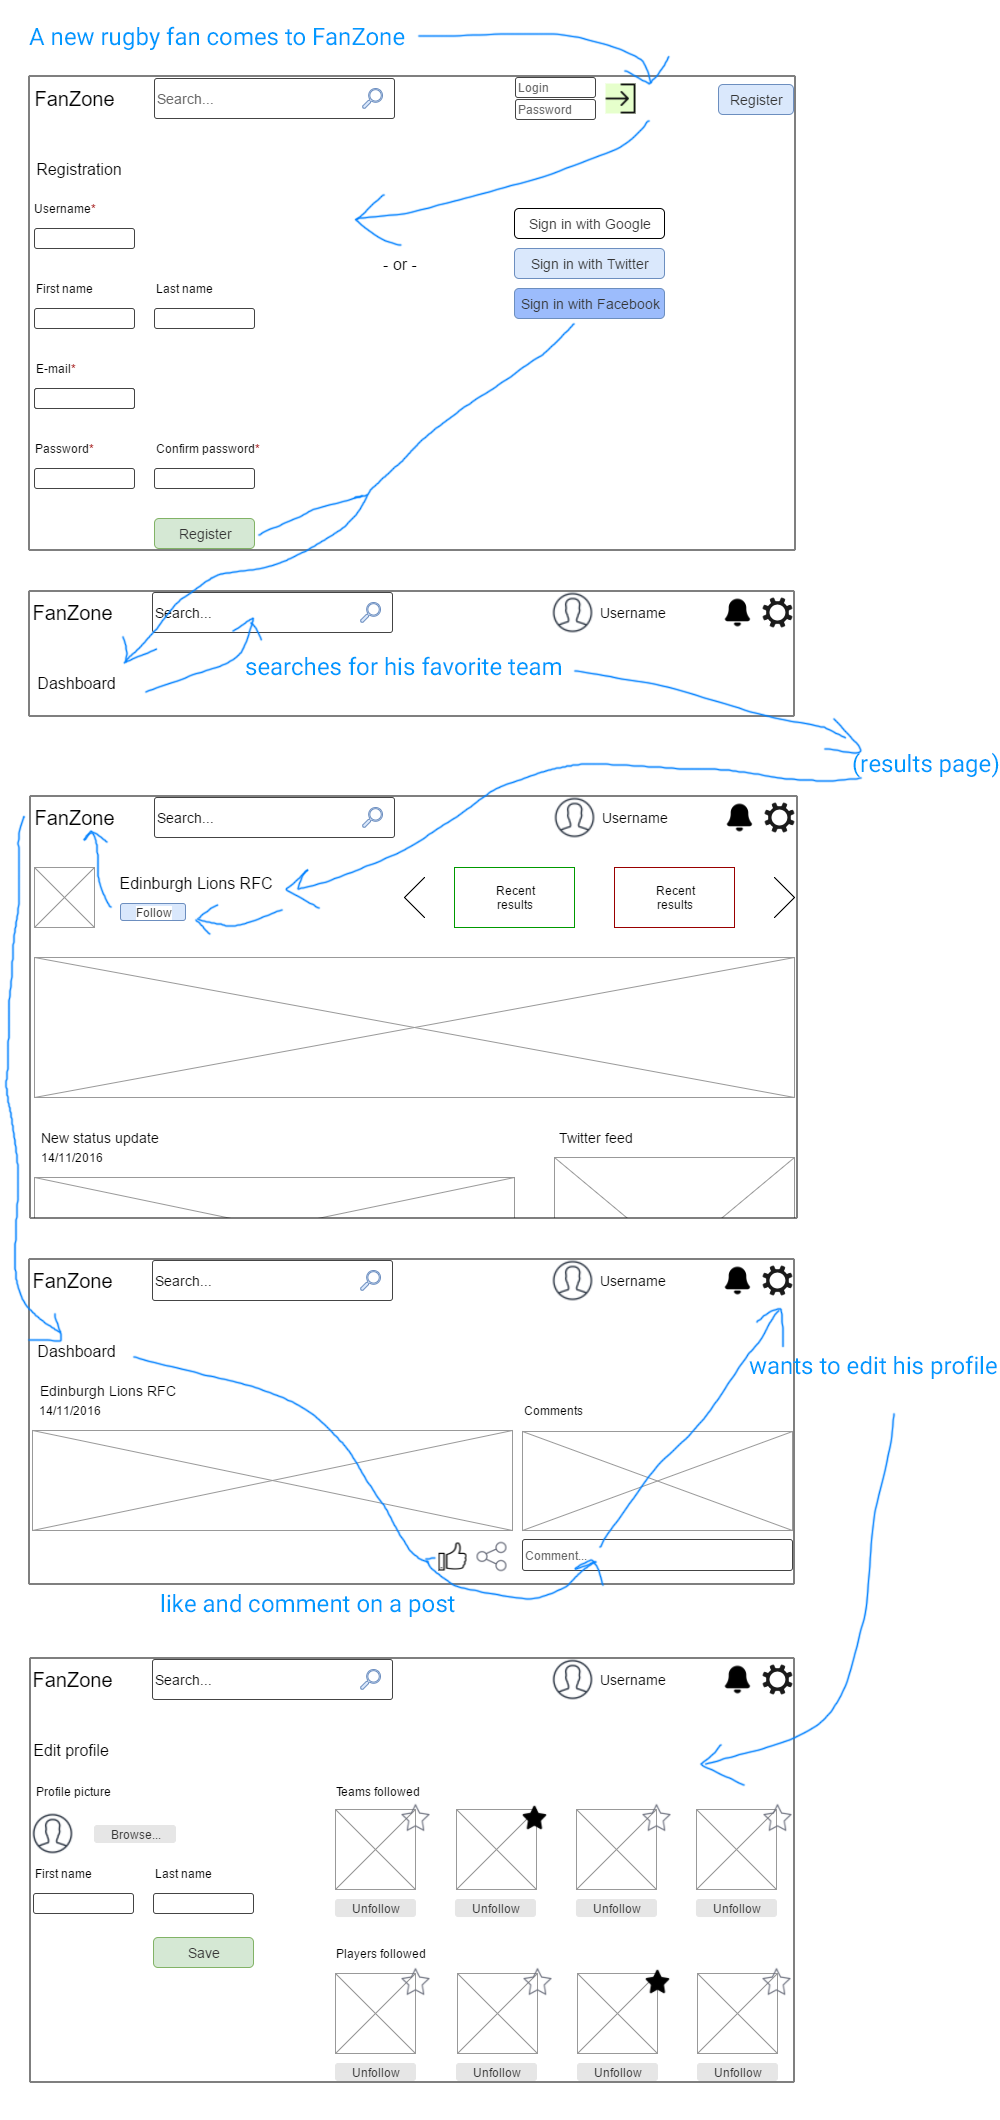 A new rugby fan comes to FanZone
FanZone
Search...
Login
Password
Register
Registration
Username*
Sign in with Google
- or -
Sign in with Twitter
First name
Last name
Sign in with Facebook
E-mail*
Password*
Confirm password*
Register
FanZone
Search...
Username
searches for his favorite team
Dashboard
(results page)
FanZone
Search...
Username
Edinburgh Lions RFC
Follow
Recent
results
Recent
results
New status update
14/11/2016
Twitter feed
FanZone
Search...
Username
Dashboard
wants to edit his profile
Edinburgh Lions RFC
14/11/2016
Comments
Comment...
like and comment on a post
FanZone
Search...
Username
Edit profile
Profile picture
Browse...
First name
Last name
Save
Teams followed
Unfollow
Unfollow
Unfollow
Unfollow
Players followed
Unfollow
Unfollow
Unfollow
Unfollow